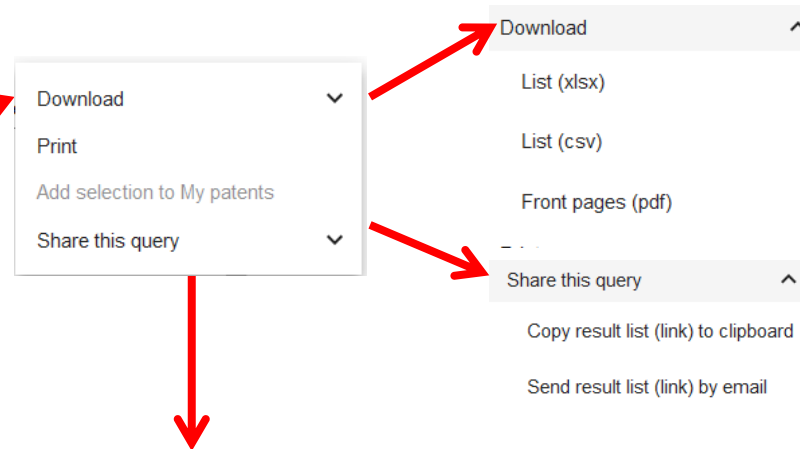 Download
Print
Add selection to My patents
Share this query
Download
List (xlsx)
List (csv)
Front pages (pdf)
Share this query
Copy result list (link) to clipboard
Send result list (link) by email